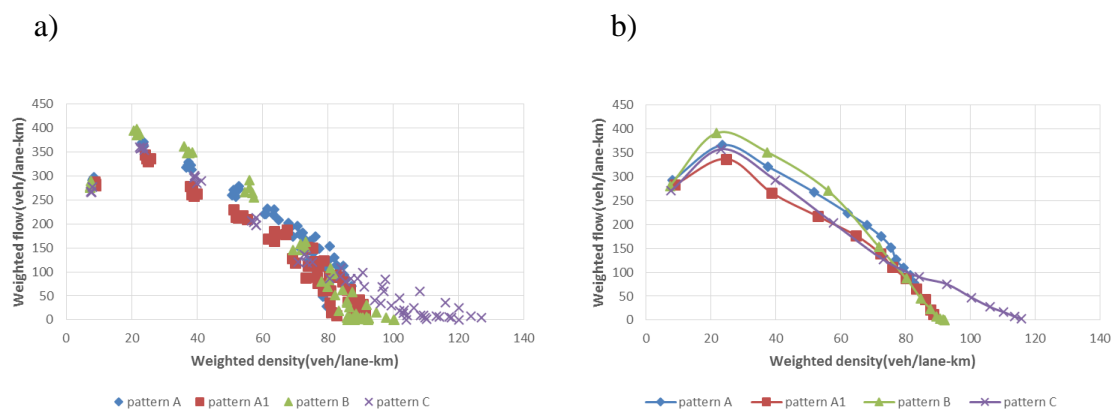 a)
b)
Weighted flow(veh/lane-km)
450
400
350
300
250
200
150
100
50
0
0 20 40 60 80 100 120 140
Weighted density(veh/lane-km)
pattern A pattern A1 pattern B pattern C
Weighted flow(veh/lane-km)
450
400
350
300
250
200
150
100
50
0
0 20 40 60 80 100 120 140
Weighted density(veh/lane-km)
pattern A pattern A1 pattern B pattern C